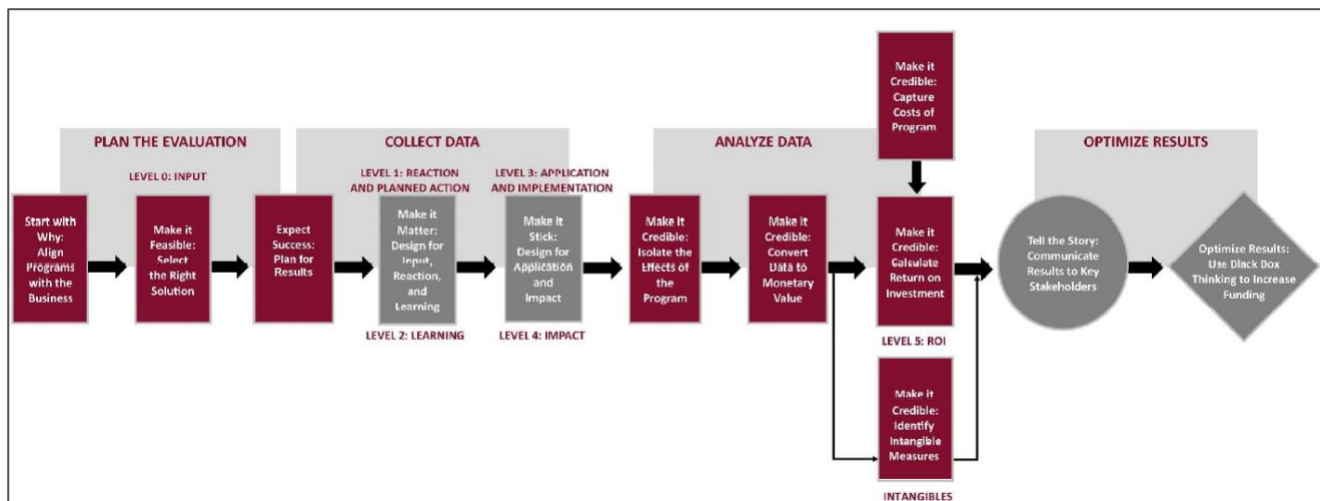 PLAN THE EVALUATION
LEVEL 0: INPUT
Start with
Why:
Align
Programs
with the
Business
Make it
Feasible:
Select
the Right
Solution
Expect
Success:
Plan for
Results
COLLECT DATA
LEVEL 1: REACTION
AND PLANNED ACTION
Make it
Matter:
Design for
Input,
Reaction,
and
Learning
LEVEL 2: LEARNING
LEVEL 3: APPLICATION
AND IMPLEMENTATION
Make it
Stick:
Design for
Application
and
Impact
LEVEL 4: IMPACT
ANALYZE DATA
Make it
Credible:
Isolate the
Effects of
the
Program
Make it
Credible:
Convert
Data to
Monetary
Value
Make it
Credible:
Capture
Costs of
Program
Make it
Credible:
Calculate
Return on
Investment
LEVEL 5: ROI
Make it
Credible:
Identify
Intangible
Measures
INTANGIBLES
OPTIMIZE RESULTS
Tell the Story:
Communicate
Results to Key
Stakeholders
Optimize Results:
Use Black Box
Thinking to Increase
Funding